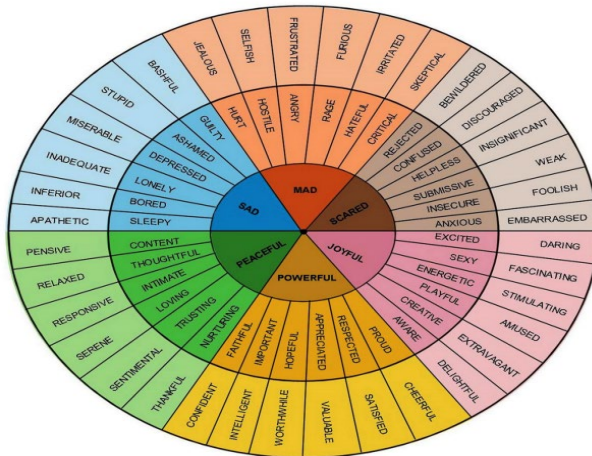 MAD
SCARED
JOYFUL
POWERFUL
PEACEFUL
SAD
HURT
HOSTILE
ANGRY
RAGE
HATEFUL
CRITICAL
REJECTED
CONFUSED
HELPLESS
SUBMISSIVE
INSECURE
ANXIOUS
EXCITED
SEXY
ENERGETIC
PLAYFUL
CREATIVE
AWARE
PROUD
RESPECTED
APPRECIATED
HOPEFUL
IMPORTANT
FAITHFUL
NURTURING
TRUSTING
LOVING
INTIMATE
THOUGHTFUL
CONTENT
SLEEPY
BORED
LONELY
DEPRESSED
ASHAMED
GUILTY
JEALOUS
SELFISH
FRUSTRATED
FURIOUS
IRRITATED
SKEPTICAL
BEWILDERED
DISCOURAGED
INSIGNIFICANT
WEAK
FOOLISH
EMBARRASSED
DARING
FASCINATING
STIMULATING
AMUSED
EXTRAVAGANT
DELIGHTFUL
CHEERFUL
SATISFIED
VALUABLE
WORTHWHILE
INTELLIGENT
CONFIDENT
THANKFUL
SENTIMENTAL
SERENE
RESPONSIVE
RELAXED
PENSIVE
APATHETIC
INFERIOR
INADEQUATE
MISERABLE
STUPID
BASHFUL